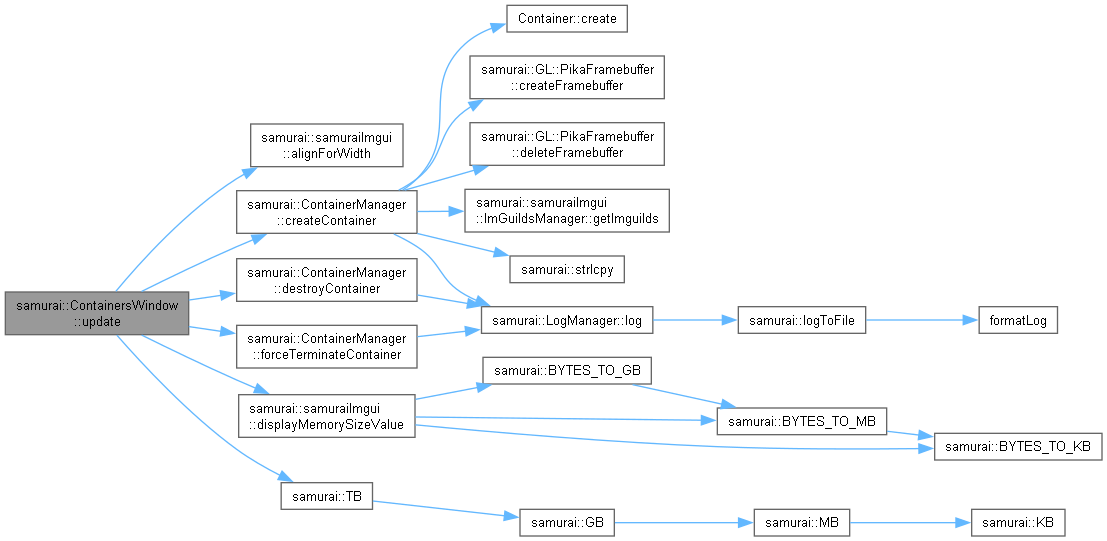 Container::create
samurai::GL::PikaFramebuffer
::createFramebuffer
samurai::GL::PikaFramebuffer
::deleteFramebuffer
samurai::samuraiImgui
::alignForWidth
samurai::ContainerManager
::createContainer
samurai::samuraiImgui
::ImGuiIdsManager::getImguiIds
samurai::strlcpy
samurai::ContainerManager
::destroyContainer
samurai::ContainersWindow
::update
samurai::LogManager::log
samurai::logToFile
formatLog
samurai::ContainerManager
::forceTerminateContainer
samurai::BYTES_TO_GB
samurai::samuraiImgui
::displayMemorySizeValue
samurai::BYTES_TO_MB
samurai::BYTES_TO_KB
samurai::TB
samurai::GB
samurai::MB
samurai::KB